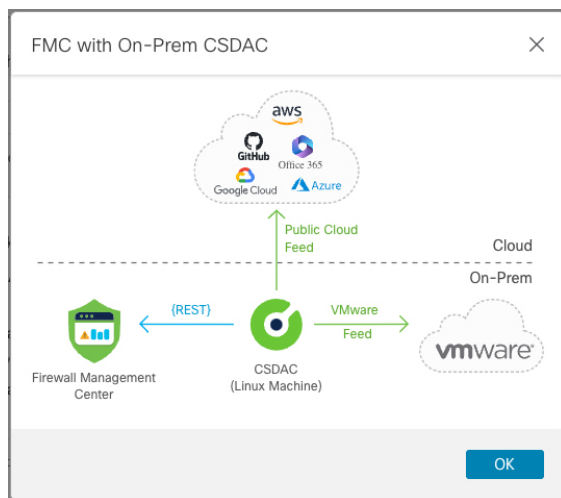 FMC with On-Prem CSDAC
aws
GitHub
Office 365
Google Cloud
Azure
Public Cloud
Feed
Cloud
On-Prem
{REST}
VMware
Feed
vmware
Firewall Management
Center
CSDAC
(Linux Machine)
OK